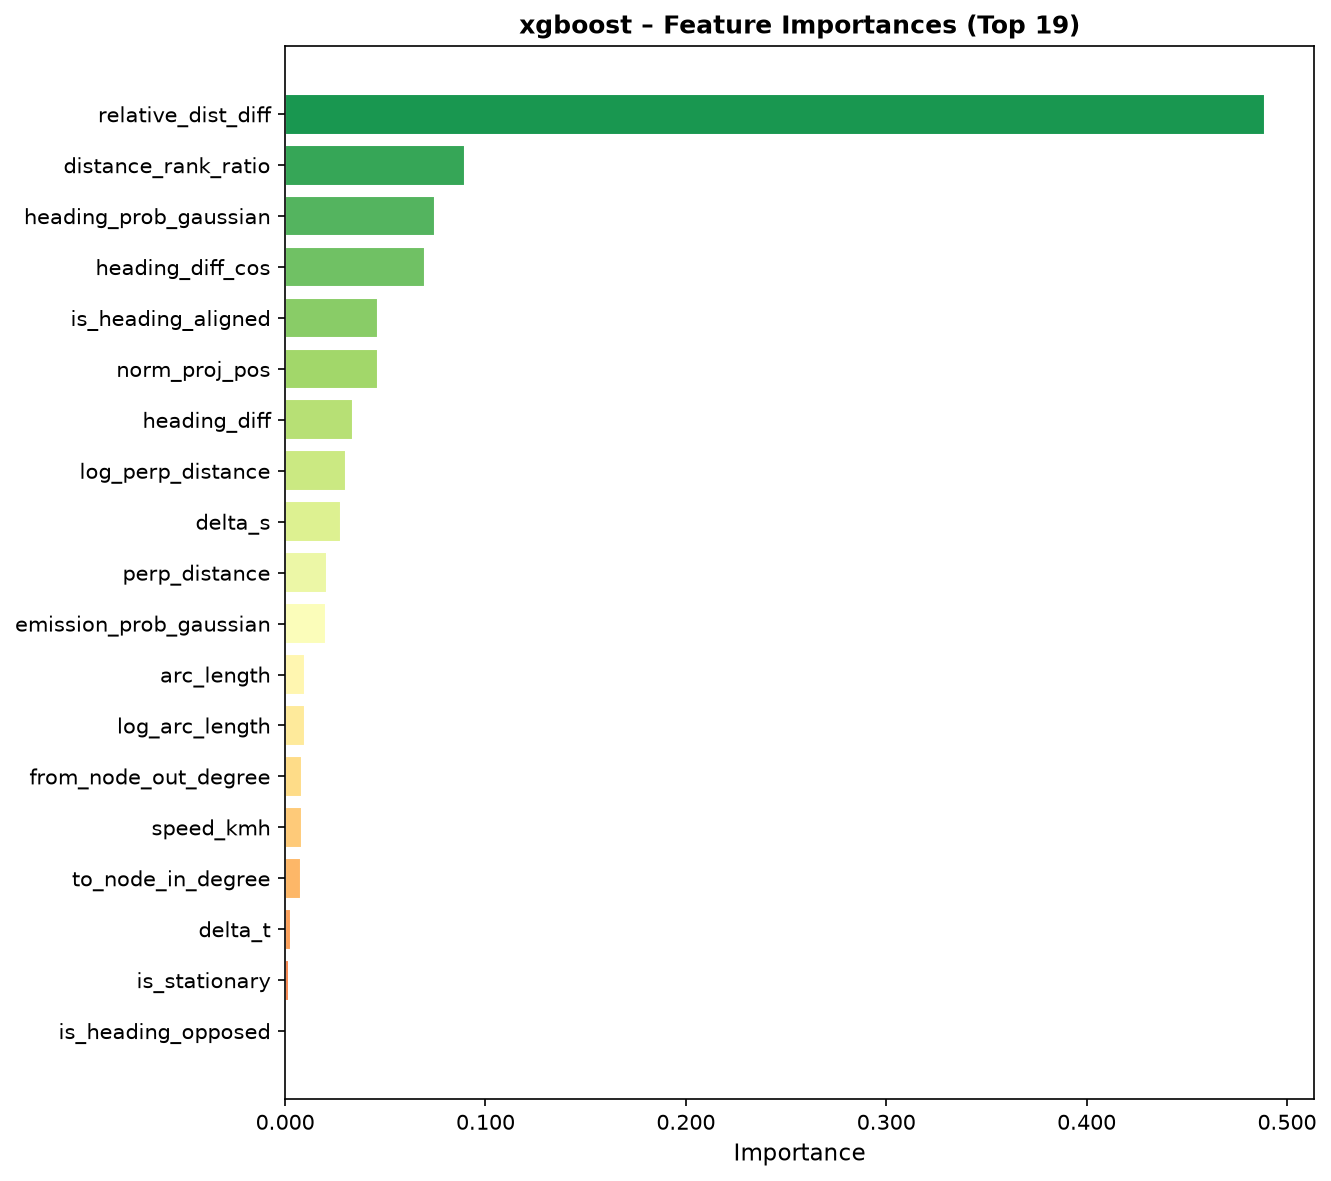 xgboost – Feature Importances (Top 19)
relative_dist_diff
distance_rank_ratio
heading_prob_gaussian
heading_diff_cos
is_heading_aligned
norm_proj_pos
heading_diff
log_perp_distance
delta_s
perp_distance
emission_prob_gaussian
arc_length
log_arc_length
from_node_out_degree
speed_kmh
to_node_in_degree
delta_t
is_stationary
is_heading_opposed
0.000 0.100 0.200 0.300 0.400 0.500
Importance